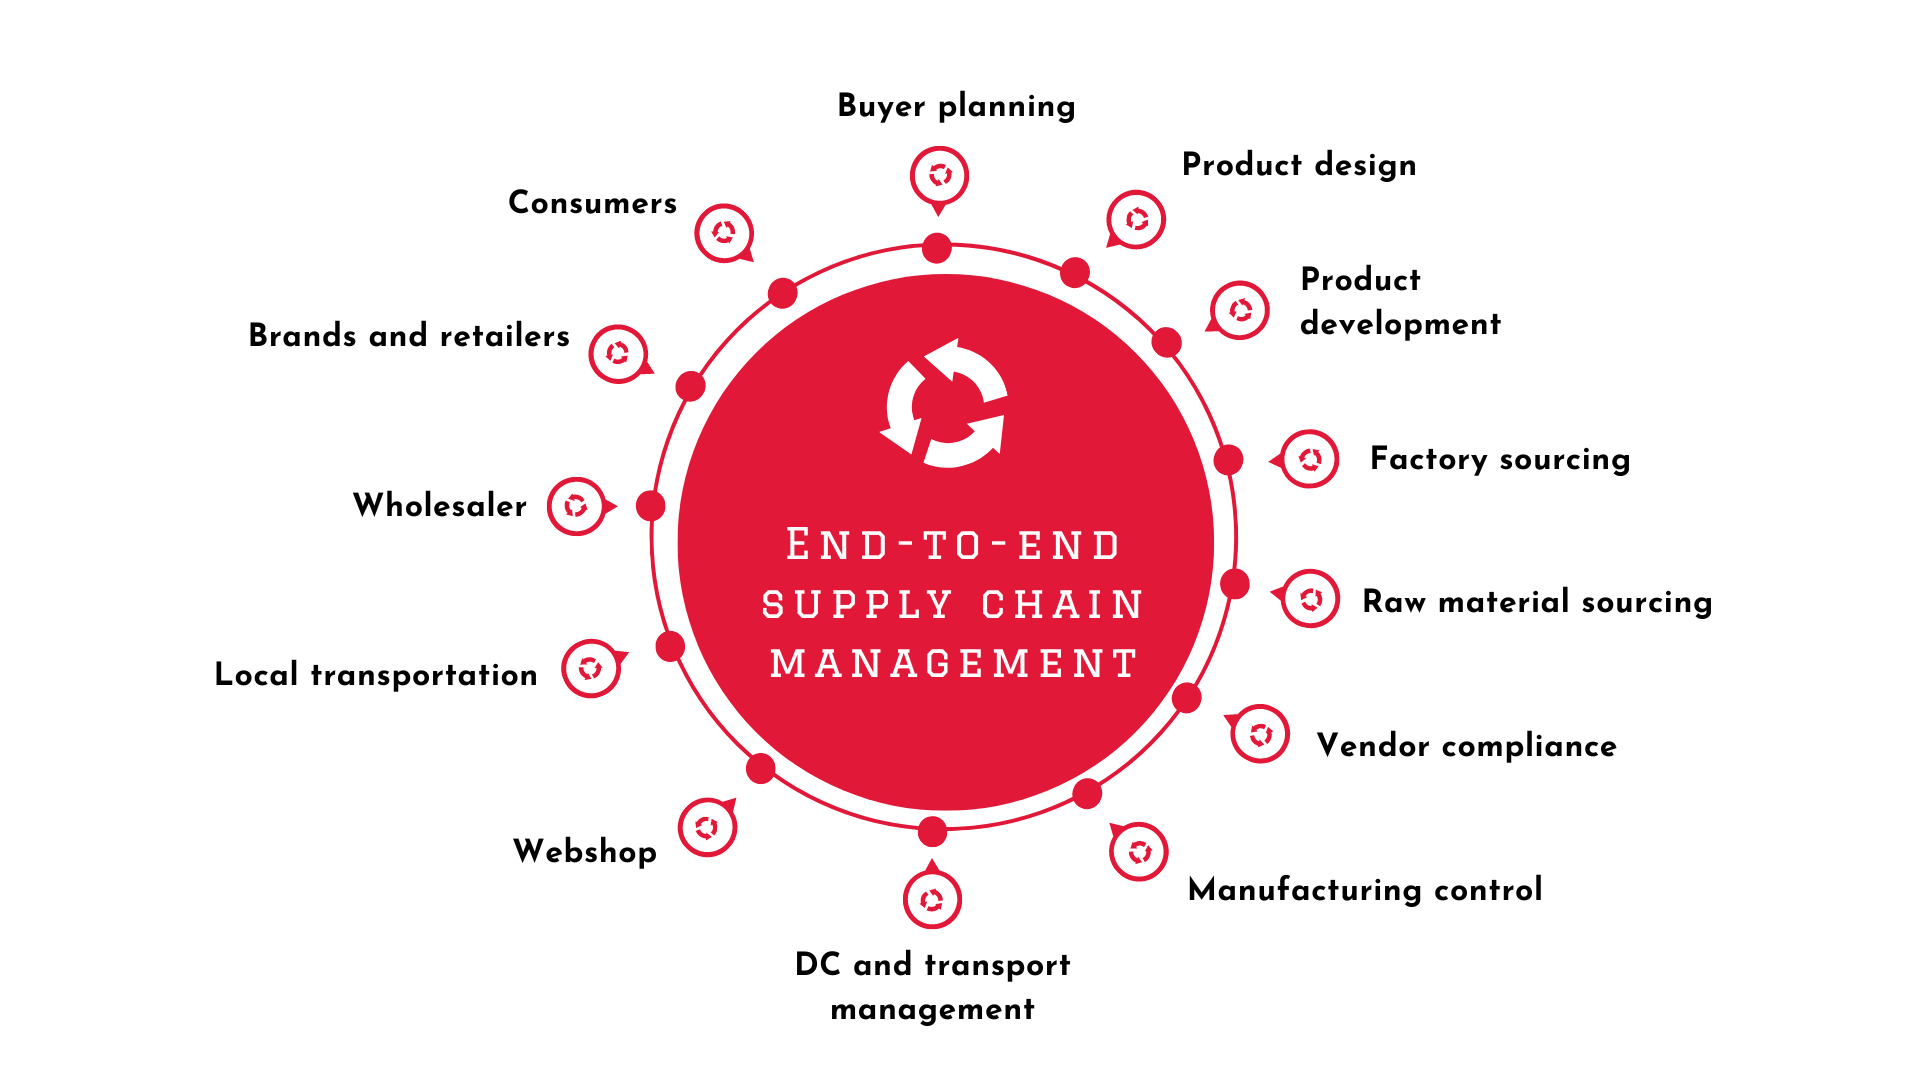 Buyer planning
Product design
Product
development
Factory sourcing
Raw material sourcing
Vendor compliance
Manufacturing control
DC and transport
management
Webshop
Local transportation
Wholesaler
Brands and retailers
Consumers
END-TO-END
SUPPLY CHAIN
MANAGEMENT